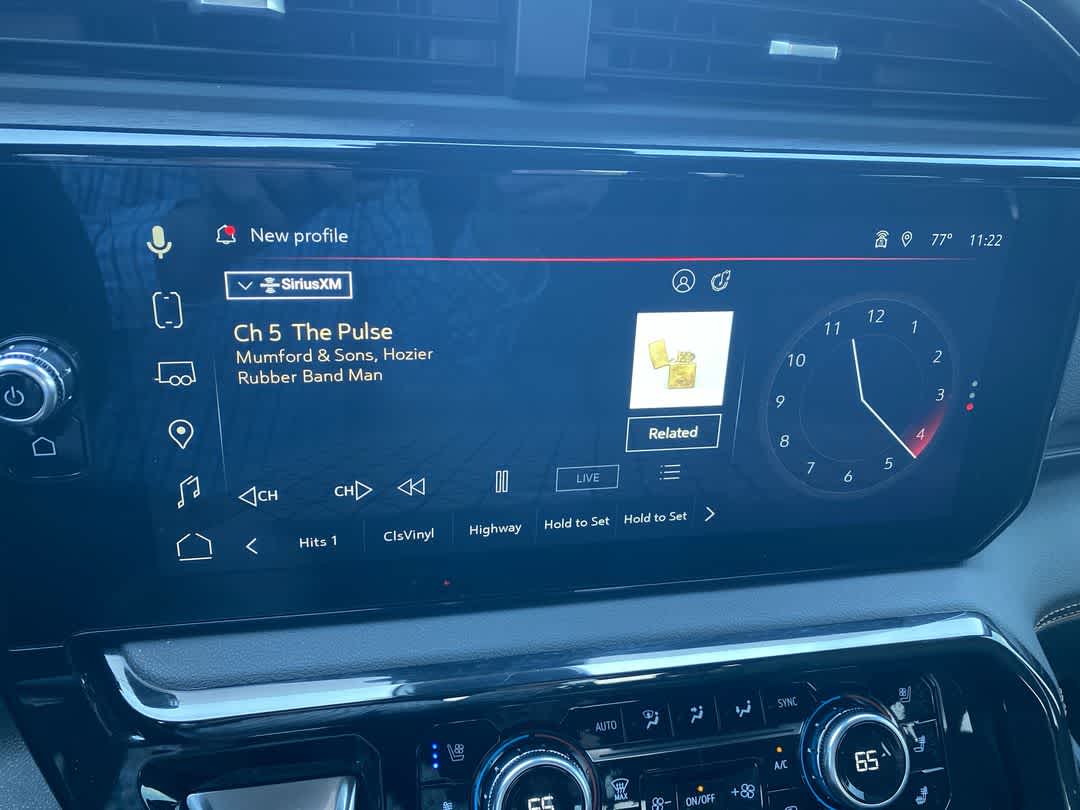 New profile
77° 11:22
SiriusXM
Ch 5 The Pulse
Mumford & Sons, Hozier
Rubber Band Man
Related
12
1
2
3
4
5
6
7
8
9
10
11
CH
CH
LIVE
Hits 1
ClsVinyl
Highway
Hold to Set
Hold to Set
AUTO
SYNC
A/C
65
65
MAX
ON/OFF